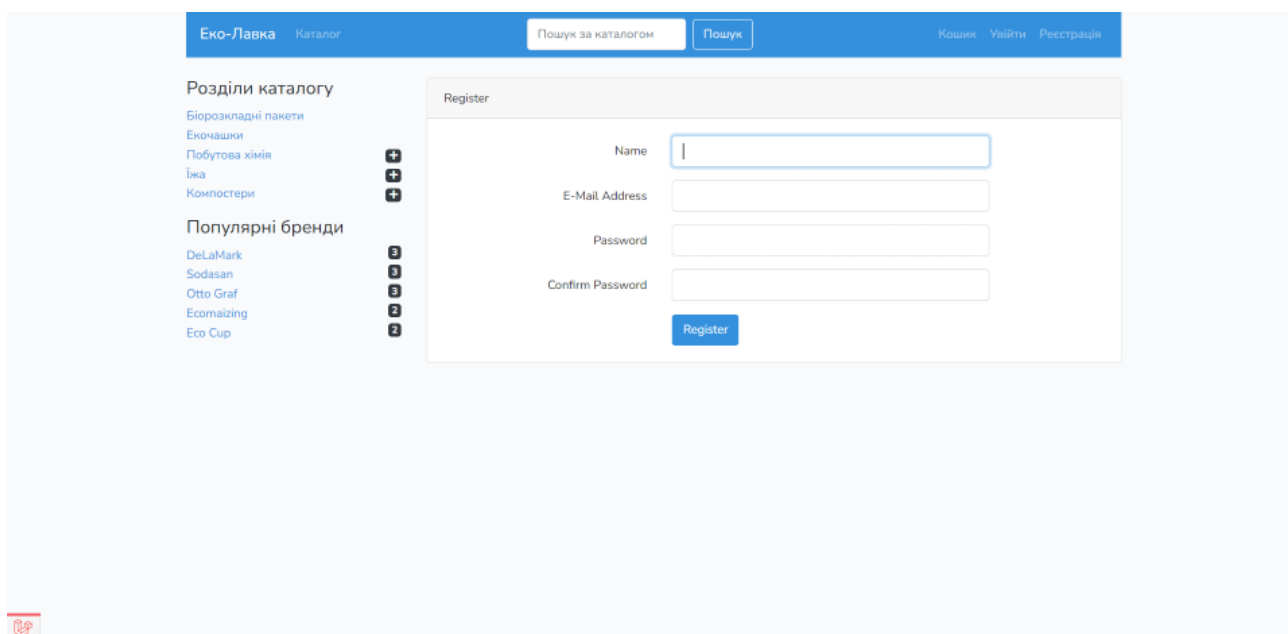 Еко-Лавка Каталог Пошук за каталогом Пошук Кошик Увійти Реєстрація
Розділи каталогу
Біорозкладні пакети
Екочашки
Побутова хімія
Їжа
Компостери
Популярні бренди
DeLaMark 3
Sodasan 3
Otto Graf 3
Ecomaizing 2
Eco Cup 2
Register
Name
E-Mail Address
Password
Confirm Password
Register